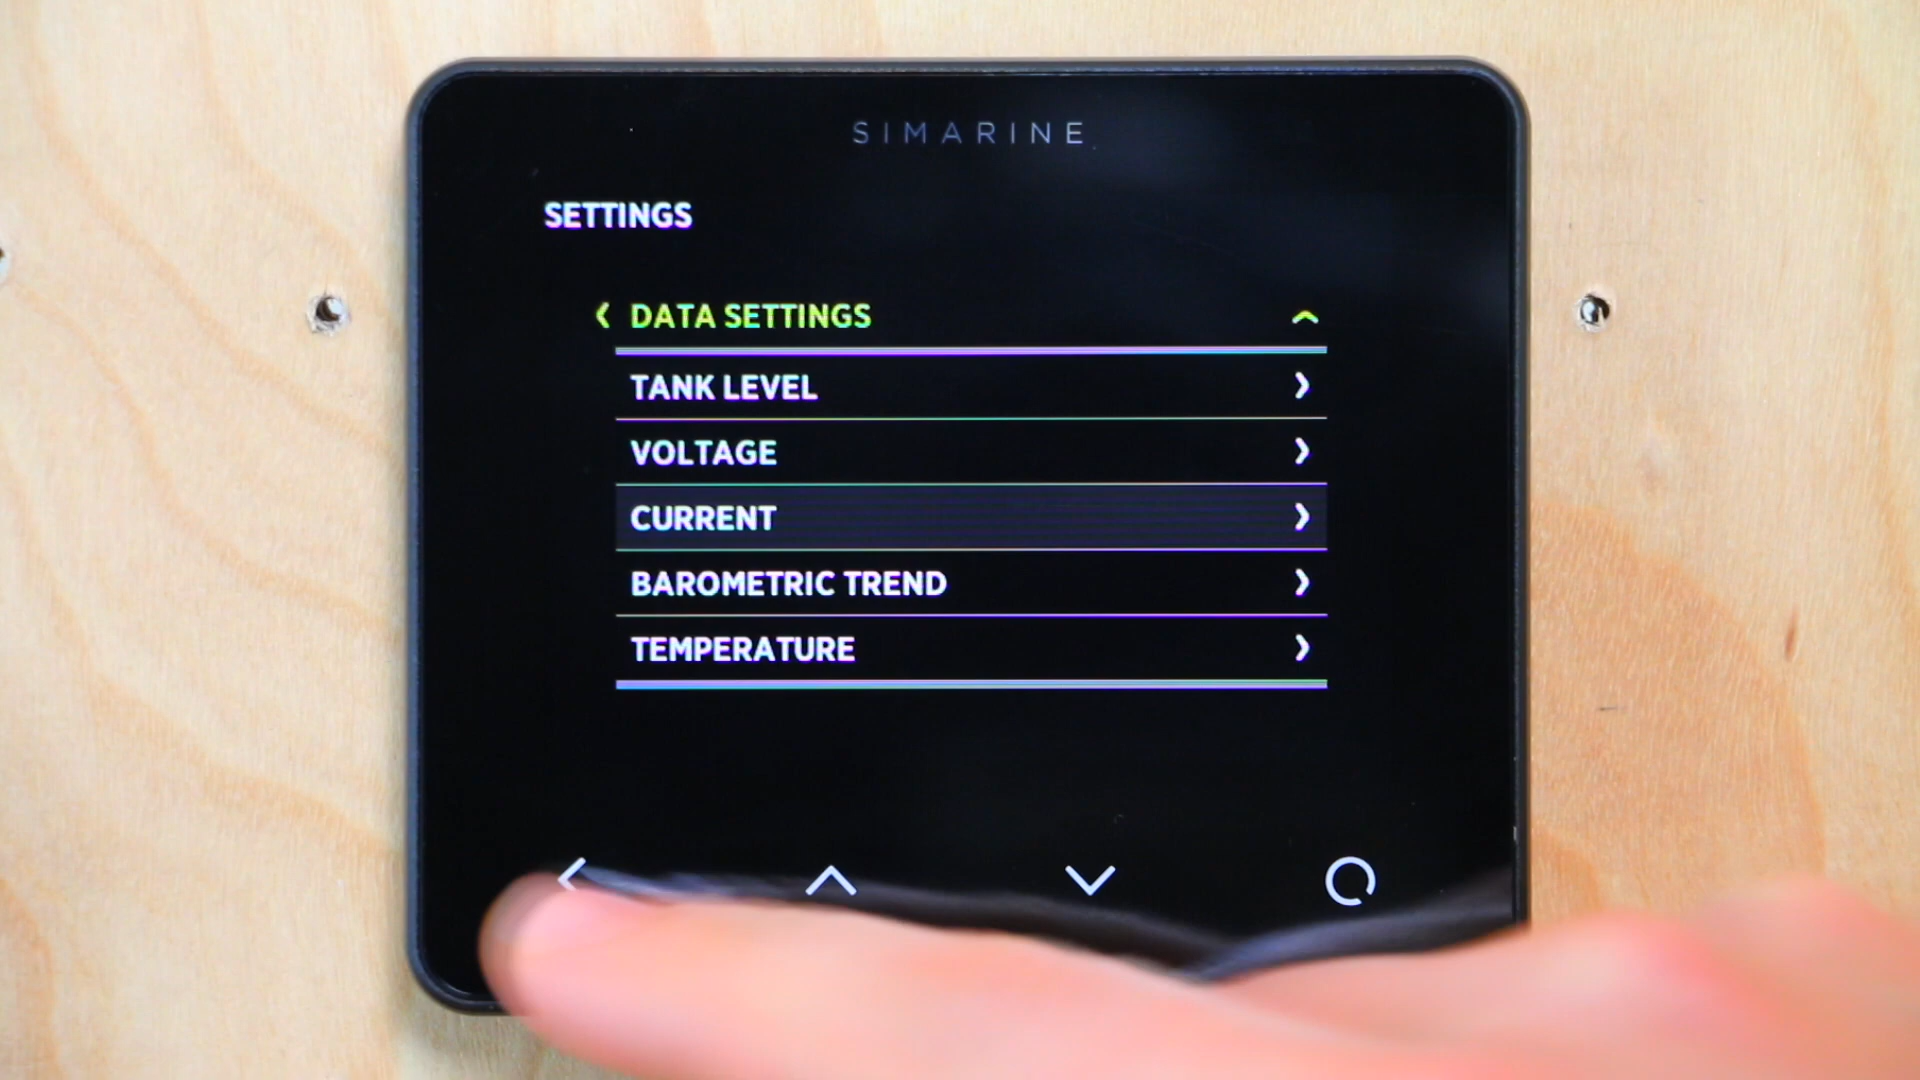 SIMARINE
SETTINGS
DATA SETTINGS
TANK LEVEL
VOLTAGE
CURRENT
BAROMETRIC TREND
TEMPERATURE